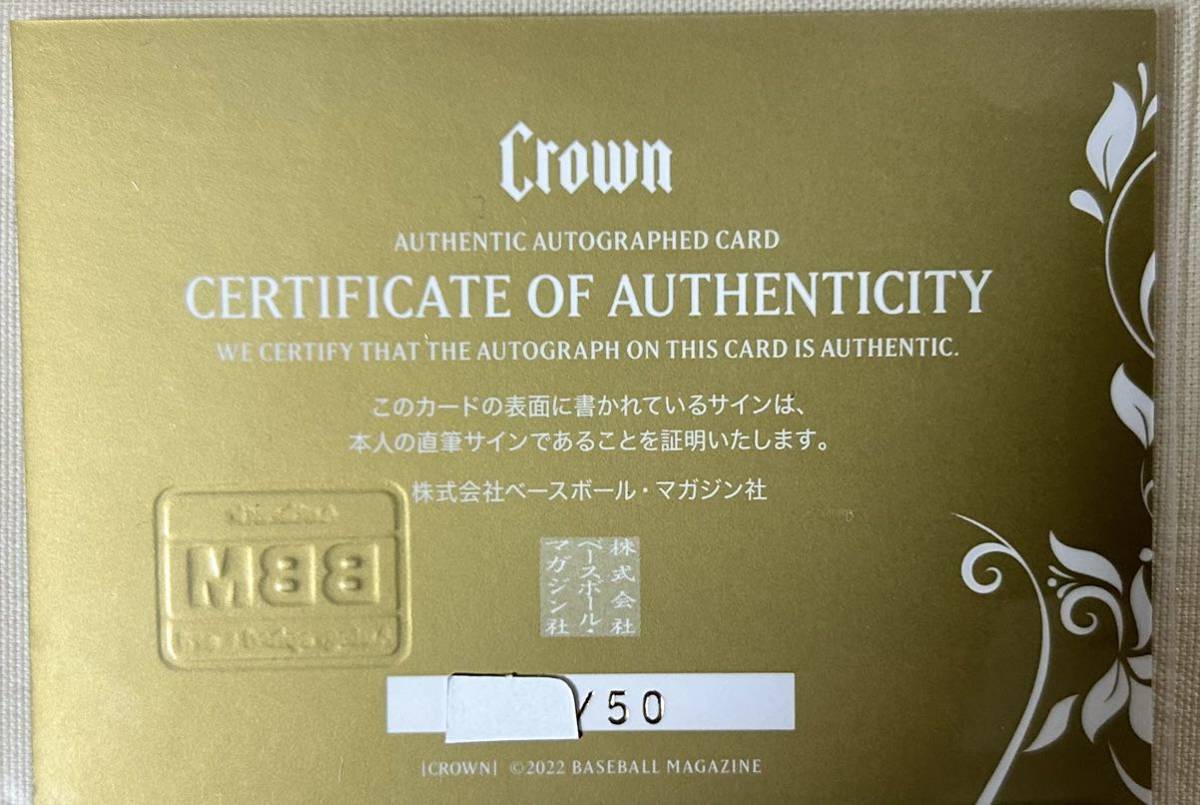 Crown
AUTHENTIC AUTOGRAPHED CARD
CERTIFICATE OF AUTHENTICITY
WE CERTIFY THAT THE AUTOGRAPH ON THIS CARD IS AUTHENTIC.
このカードの表面に書かれているサインは、
本人の直筆サインであることを証明いたします。
株式会社ベースボール・マガジン社
BBM
株式会社
ベースボール・
マガジン社
/50
|CROWN| ©2022 BASEBALL MAGAZINE